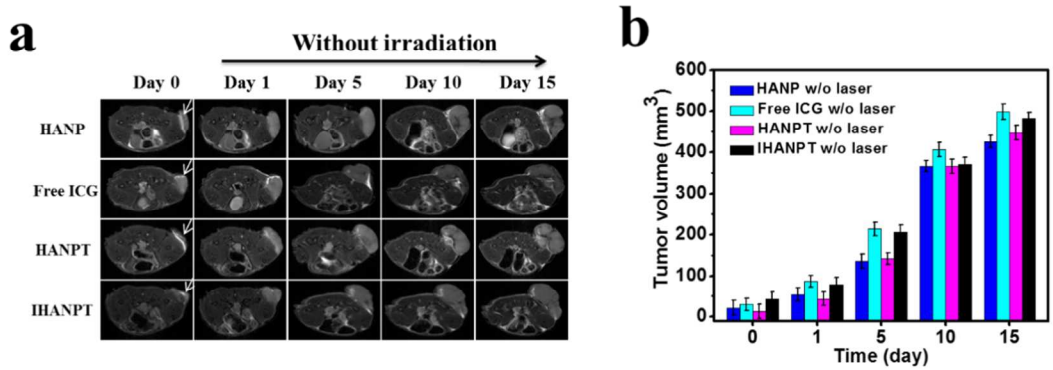 a
Without irradiation
Day 0 Day 1 Day 5 Day 10 Day 15
HANP
Free ICG
HANPT
IHANPT
b
Tumor volume (mm3)
600
500
400
300
200
100
0
HANP w/o laser
Free ICG w/o laser
HANPT w/o laser
IHANPT w/o laser
0 1 5 10 15
Time (day)